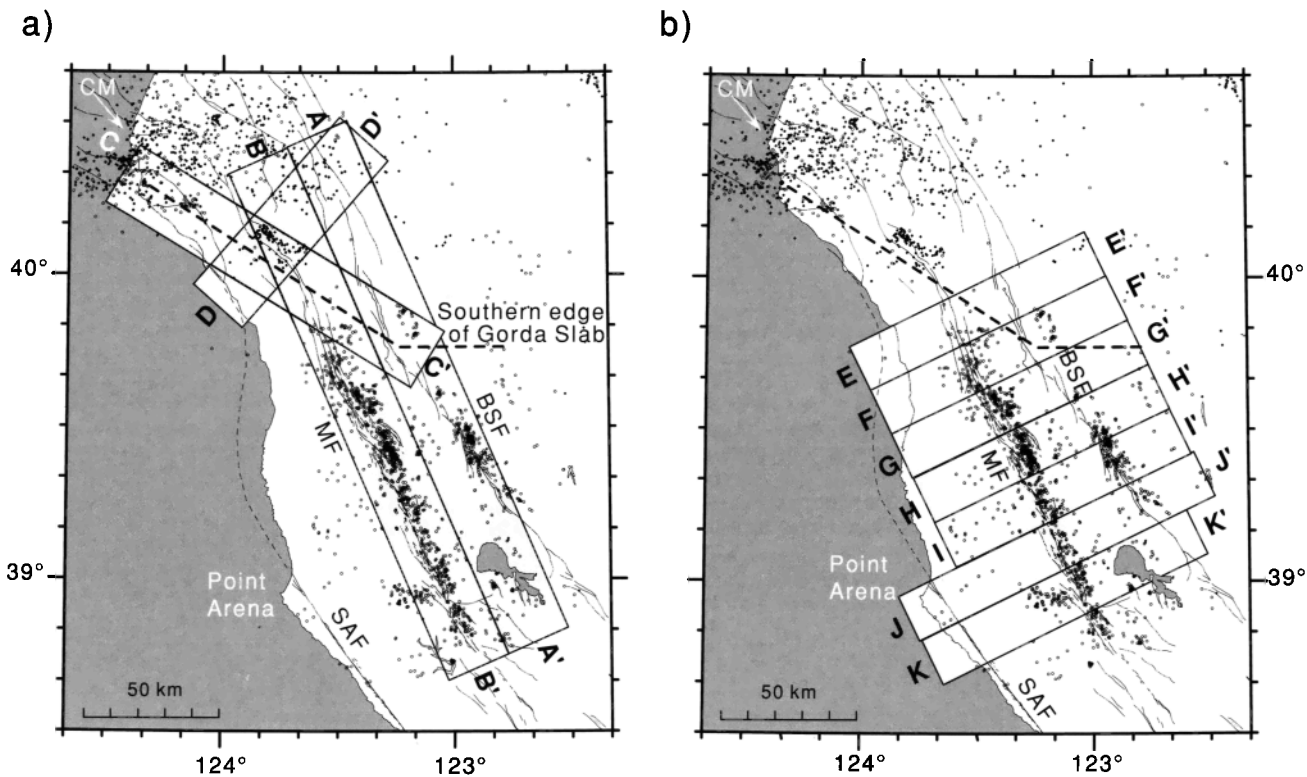 a)
CM
C
A
D'
B
40°
D
Southern edge
of Gorda Slab
C'
BSF
MF
39°
Point
Arena
SAF
A'
B'
50 km
124°
123°
b)
CM
E'
F'
40°
G'
BSF
E
H'
F
I'
G
MF
J'
H
K'
I
Point
Arena
39°
J
K
SAF
50 km
124°
123°